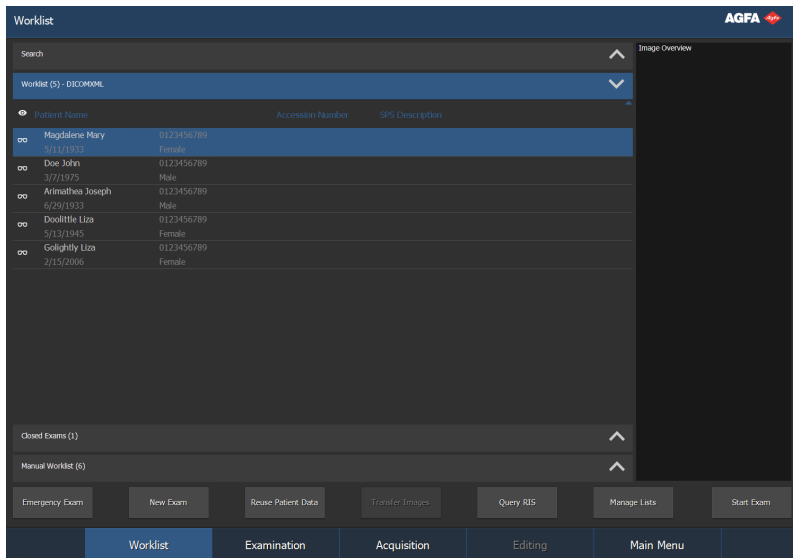 Worklist
AGFA
Agfa
Search
Image Overview
Worklist (5) - DICOMXML
Patient Name Accession Number SPS Description
Magdalene Mary 0123456789
5/11/1933 Female
Doe John 0123456789
3/7/1975 Male
Arimathea Joseph 0123456789
6/29/1933 Male
Doolittle Liza 0123456789
5/13/1945 Female
Golightly Liza 0123456789
2/15/2006 Female
Closed Exams (1)
Manual Worklist (6)
Emergency Exam New Exam Reuse Patient Data Transfer Images Query RIS Manage Lists Start Exam
Worklist Examination Acquisition Editing Main Menu